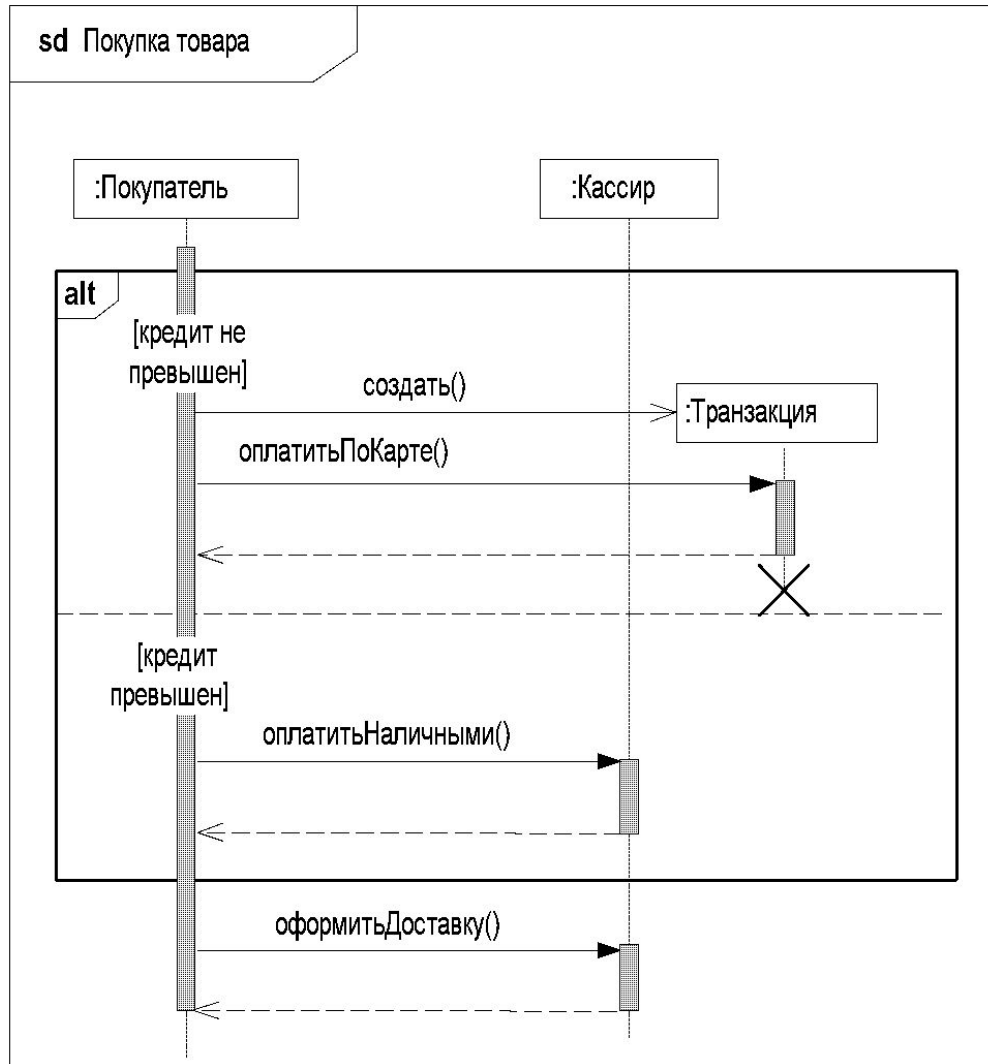 sd Покупка товара
:Покупатель
:Кассир
alt
[кредит не
превышен]
создать()
:Транзакция
оплатитьПоКарте()
[кредит
превышен]
оплатитьНаличными()
оформитьДоставку()